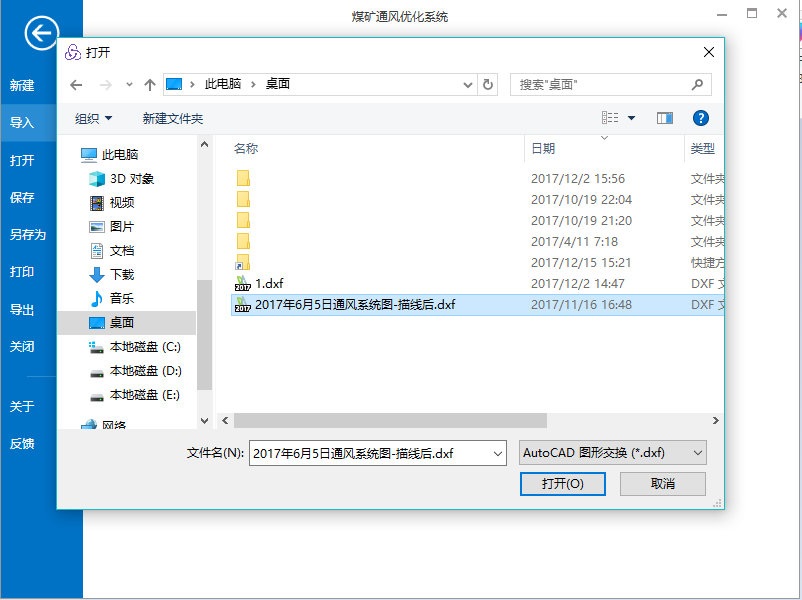 煤矿通风优化系统
新建
导入
打开
保存
另存为
打印
导出
关闭
关于
反馈
打开
此电脑 › 桌面
搜索"桌面"
组织
新建文件夹
此电脑
3D 对象
视频
图片
文档
下载
音乐
桌面
本地磁盘 (C:)
本地磁盘 (D:)
本地磁盘 (E:)
网络
名称 日期 类型
2017/12/2 15:56 文件夹
2017/10/19 22:04 文件夹
2017/10/19 21:20 文件夹
2017/4/11 7:18 文件夹
2017/12/15 15:21 快捷方
1.dxf 2017/12/2 14:47 DXF 文
2017年6月5日通风系统图-描线后.dxf 2017/11/16 16:48 DXF 文
文件名(N): 2017年6月5日通风系统图-描线后.dxf AutoCAD 图形交换 (*.dxf)
打开(O) 取消